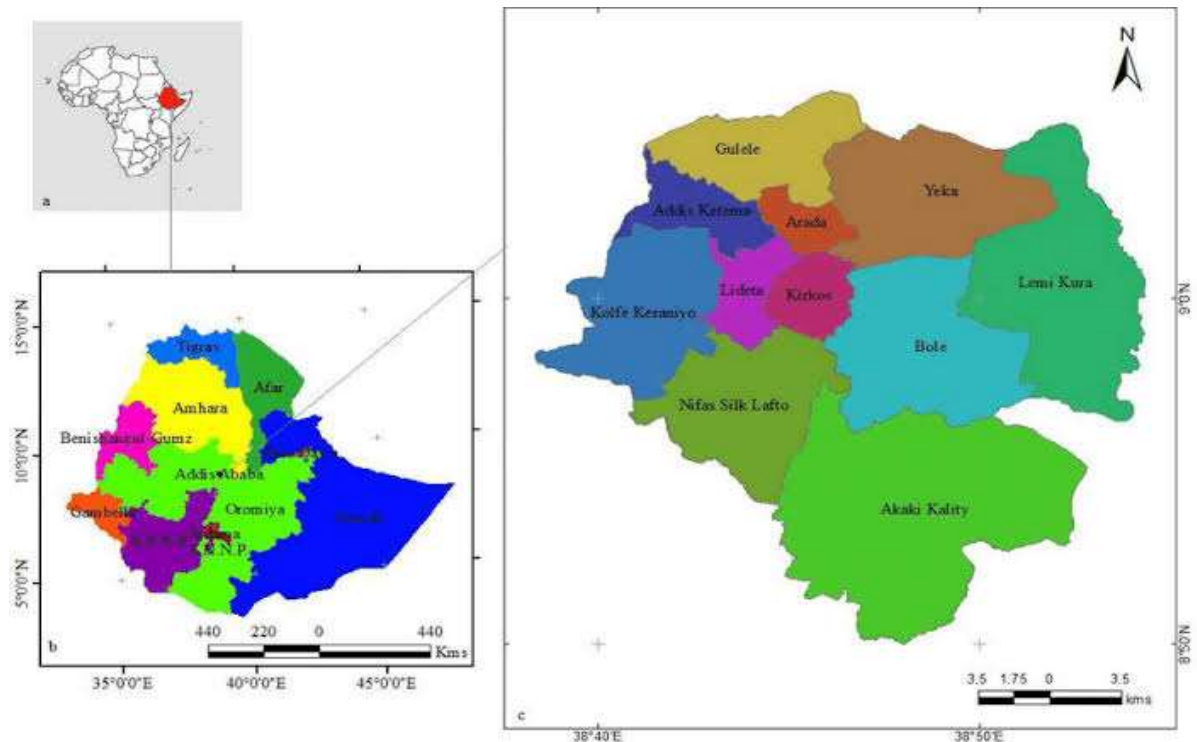 a
15°0'0"N
10°0'0"N
5°0'0"N
Tigray
Afar
Amhara
Benishangul-Gumz
Addis Ababa
Oromiya
Gambella
440 220 0 440
Kms
b
35°0'0"E 40°0'0"E 45°0'0"E
N
Gulele
Yeka
Addis Ketema
Arada
Lemi Kura
Lideta
Kirkos
Kolfe Keraniyo
Bole
Nifas Silk Lafto
Akaki Kality
9°0'N
8°50'N
3.5 1.75 0 3.5
kms
c
38°40'E 38°50'E